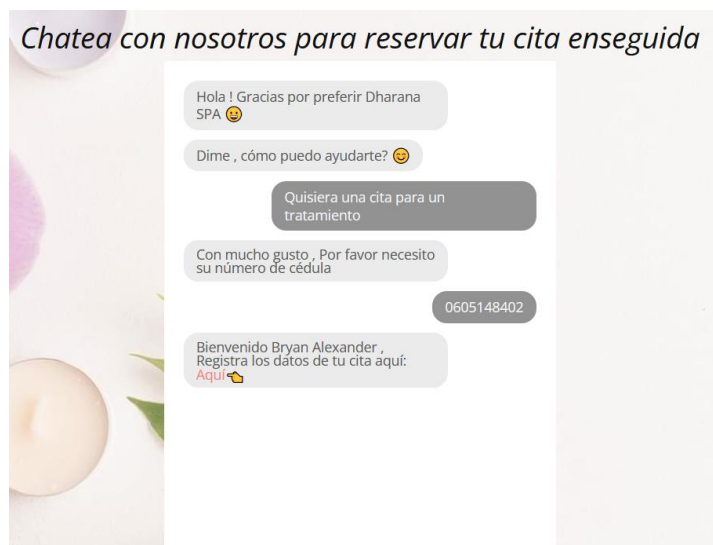 Chatea con nosotros para reservar tu cita enseguida
Hola ! Gracias por preferir Dharana
SPA 😀
Dime , cómo puedo ayudarte? 😊
Quisiera una cita para un
tratamiento
Con mucho gusto , Por favor necesito
su número de cédula
0605148402
Bienvenido Bryan Alexander ,
Registra los datos de tu cita aquí:
Aquí👈